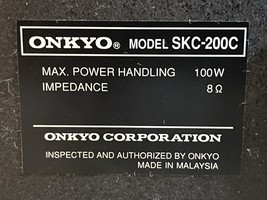 ONKYO® MODEL SKC-200C
MAX. POWER HANDLING 100W
IMPEDANCE 8Ω
ONKYO CORPORATION
INSPECTED AND AUTHORIZED BY ONKYO
MADE IN MALAYSIA